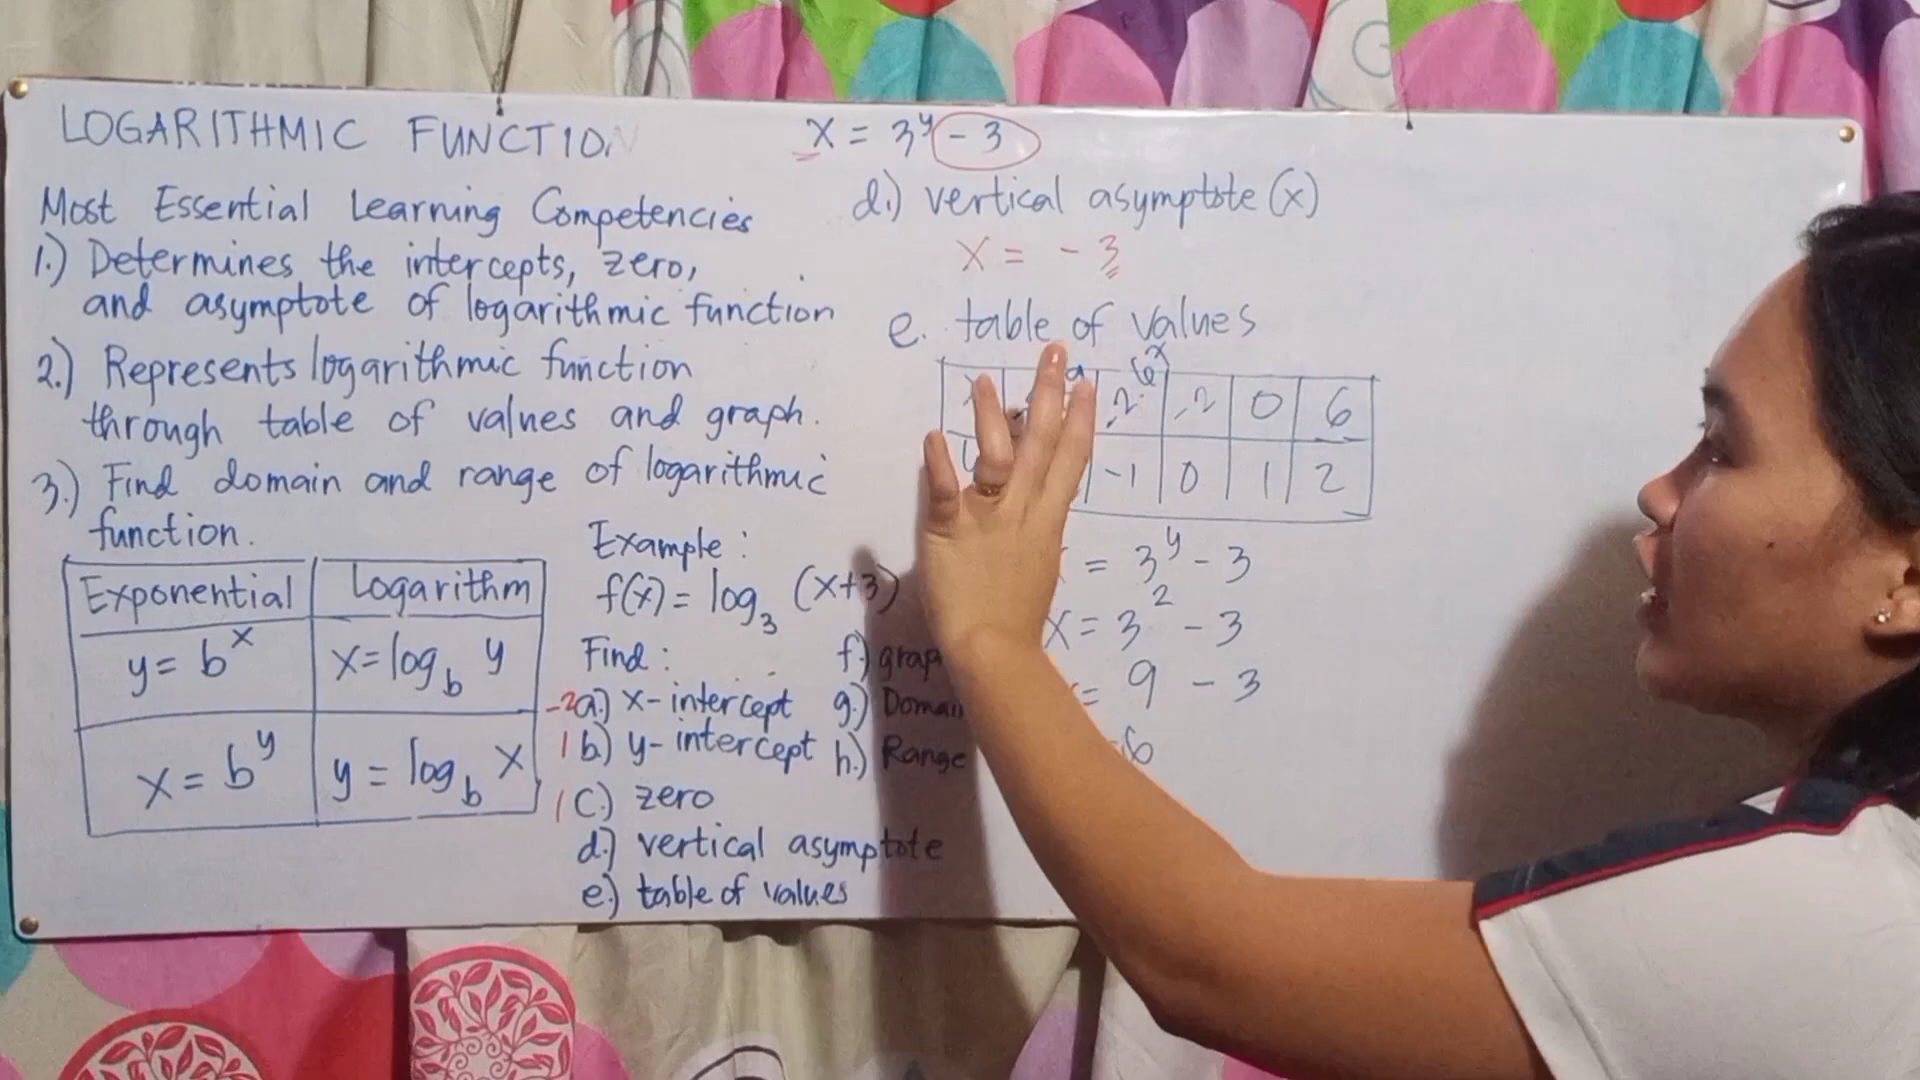 LOGARITHMIC FUNCTION
Most Essential Learning Competencies
1.) Determines the intercepts, zero,
and asymptote of logarithmic function
2.) Represents logarithmic function
through table of values and graph.
3.) Find domain and range of logarithmic
function.
Exponential Logarithm
y = b^x x = log_b y
x = b^y y = log_b x
Example :
f(x) = log_3 (x+3)
Find :
-2 a.) x-intercept
1 b.) y-intercept
1 c.) zero
d.) vertical asymptote
e.) table of values
f.) grap
g.) Domai
h.) Range
x = 3^y - 3
d.) vertical asymptote (x)
x = - 3
e. table of values
-2 0 6
-1 0 1 2
= 3^y - 3
x = 3^2 - 3
= 9 - 3
6